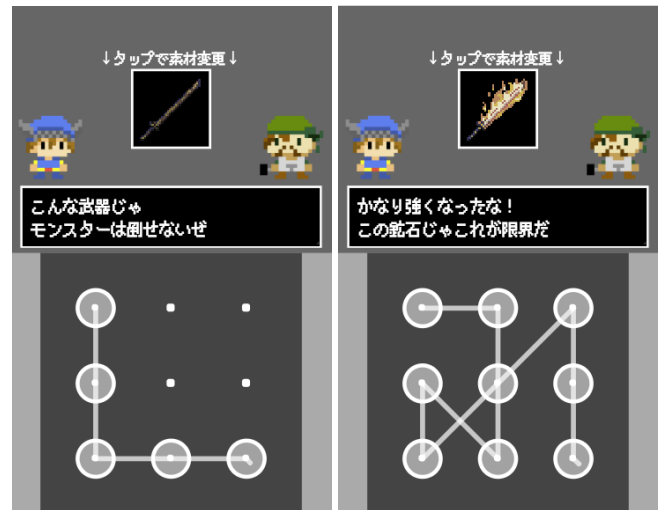 ↓タップで素材変更↓
こんな武器じゃ
モンスターは倒せないぜ
↓タップで素材変更↓
かなり強くなったな！
この鉱石じゃこれが限界だ